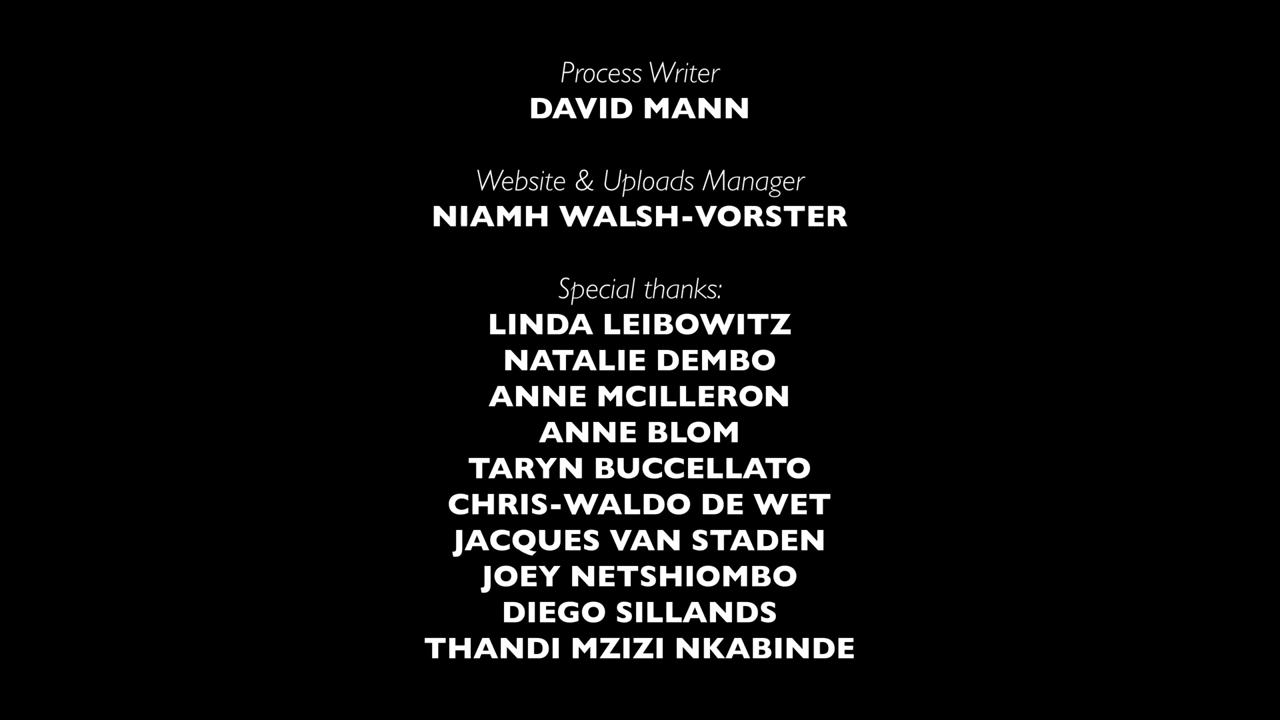 Process Writer
DAVID MANN
Website & Uploads Manager
NIAMH WALSH-VORSTER
Special thanks:
LINDA LEIBOWITZ
NATALIE DEMBO
ANNE MCILLERON
ANNE BLOM
TARYN BUCCELLATO
CHRIS-WALDO DE WET
JACQUES VAN STADEN
JOEY NETSHIOMBO
DIEGO SILLANDS
THANDI MZIZI NKABINDE